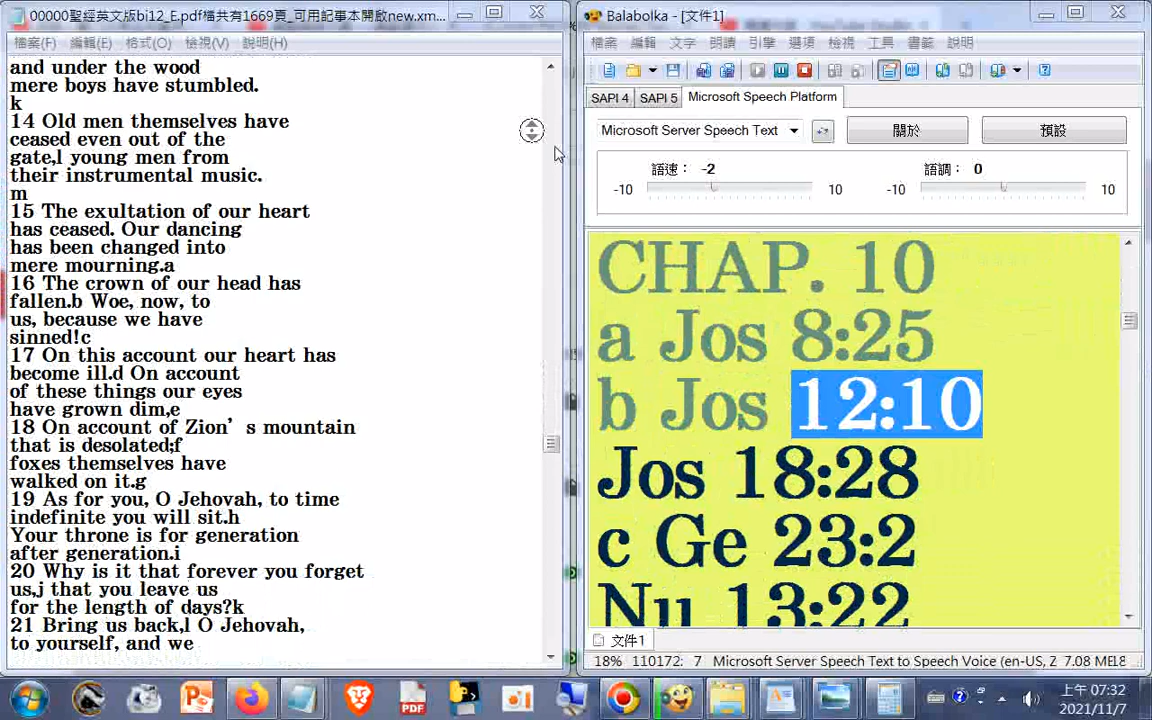 00000聖經英文版bi12_E.pdf檔共有1669頁_可用記事本開啟new.xm...
檔案(F) 編輯(E) 格式(O) 檢視(V) 說明(H)
and under the wood
mere boys have stumbled.
k
14 Old men themselves have
ceased even out of the
gate,l young men from
their instrumental music.
m
15 The exultation of our heart
has ceased. Our dancing
has been changed into
mere mourning.a
16 The crown of our head has
fallen.b Woe, now, to
us, because we have
sinned!c
17 On this account our heart has
become ill.d On account
of these things our eyes
have grown dim,e
18 On account of Zion’s mountain
that is desolated;f
foxes themselves have
walked on it.g
19 As for you, O Jehovah, to time
indefinite you will sit.h
Your throne is for generation
after generation.i
20 Why is it that forever you forget
us,j that you leave us
for the length of days?k
21 Bring us back,l O Jehovah,
to yourself, and we
Balabolka - [文件1]
檔案 編輯 文字 朗讀 引擎 選項 檢視 工具 書籤 說明
SAPI 4 SAPI 5 Microsoft Speech Platform
Microsoft Server Speech Text 關於 預設
語速: -2 語調: 0
-10 10 -10 10
CHAP. 10
a Jos 8:25
b Jos 12:10
Jos 18:28
c Ge 23:2
Nu 13:22
文件1
18% 110172: 7 Microsoft Server Speech Text to Speech Voice (en-US, Z 7.08 MB
PDF
上午 07:32
2021/11/7